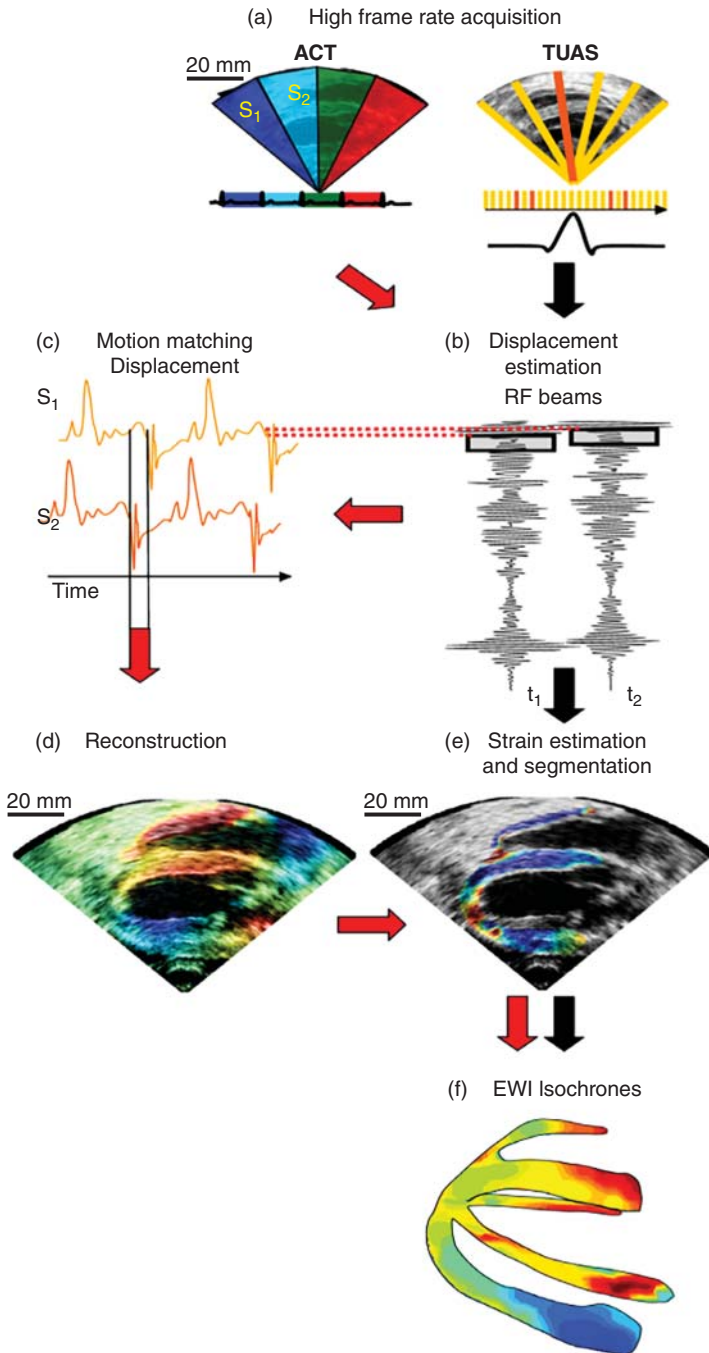 (a) High frame rate acquisition
ACT
TUAS
20 mm
S1
S2
(c) Motion matching
Displacement
(b) Displacement
estimation
RF beams
S1
S2
Time
t1
t2
(d) Reconstruction
(e) Strain estimation
and segmentation
20 mm
20 mm
(f) EWI Isochrones